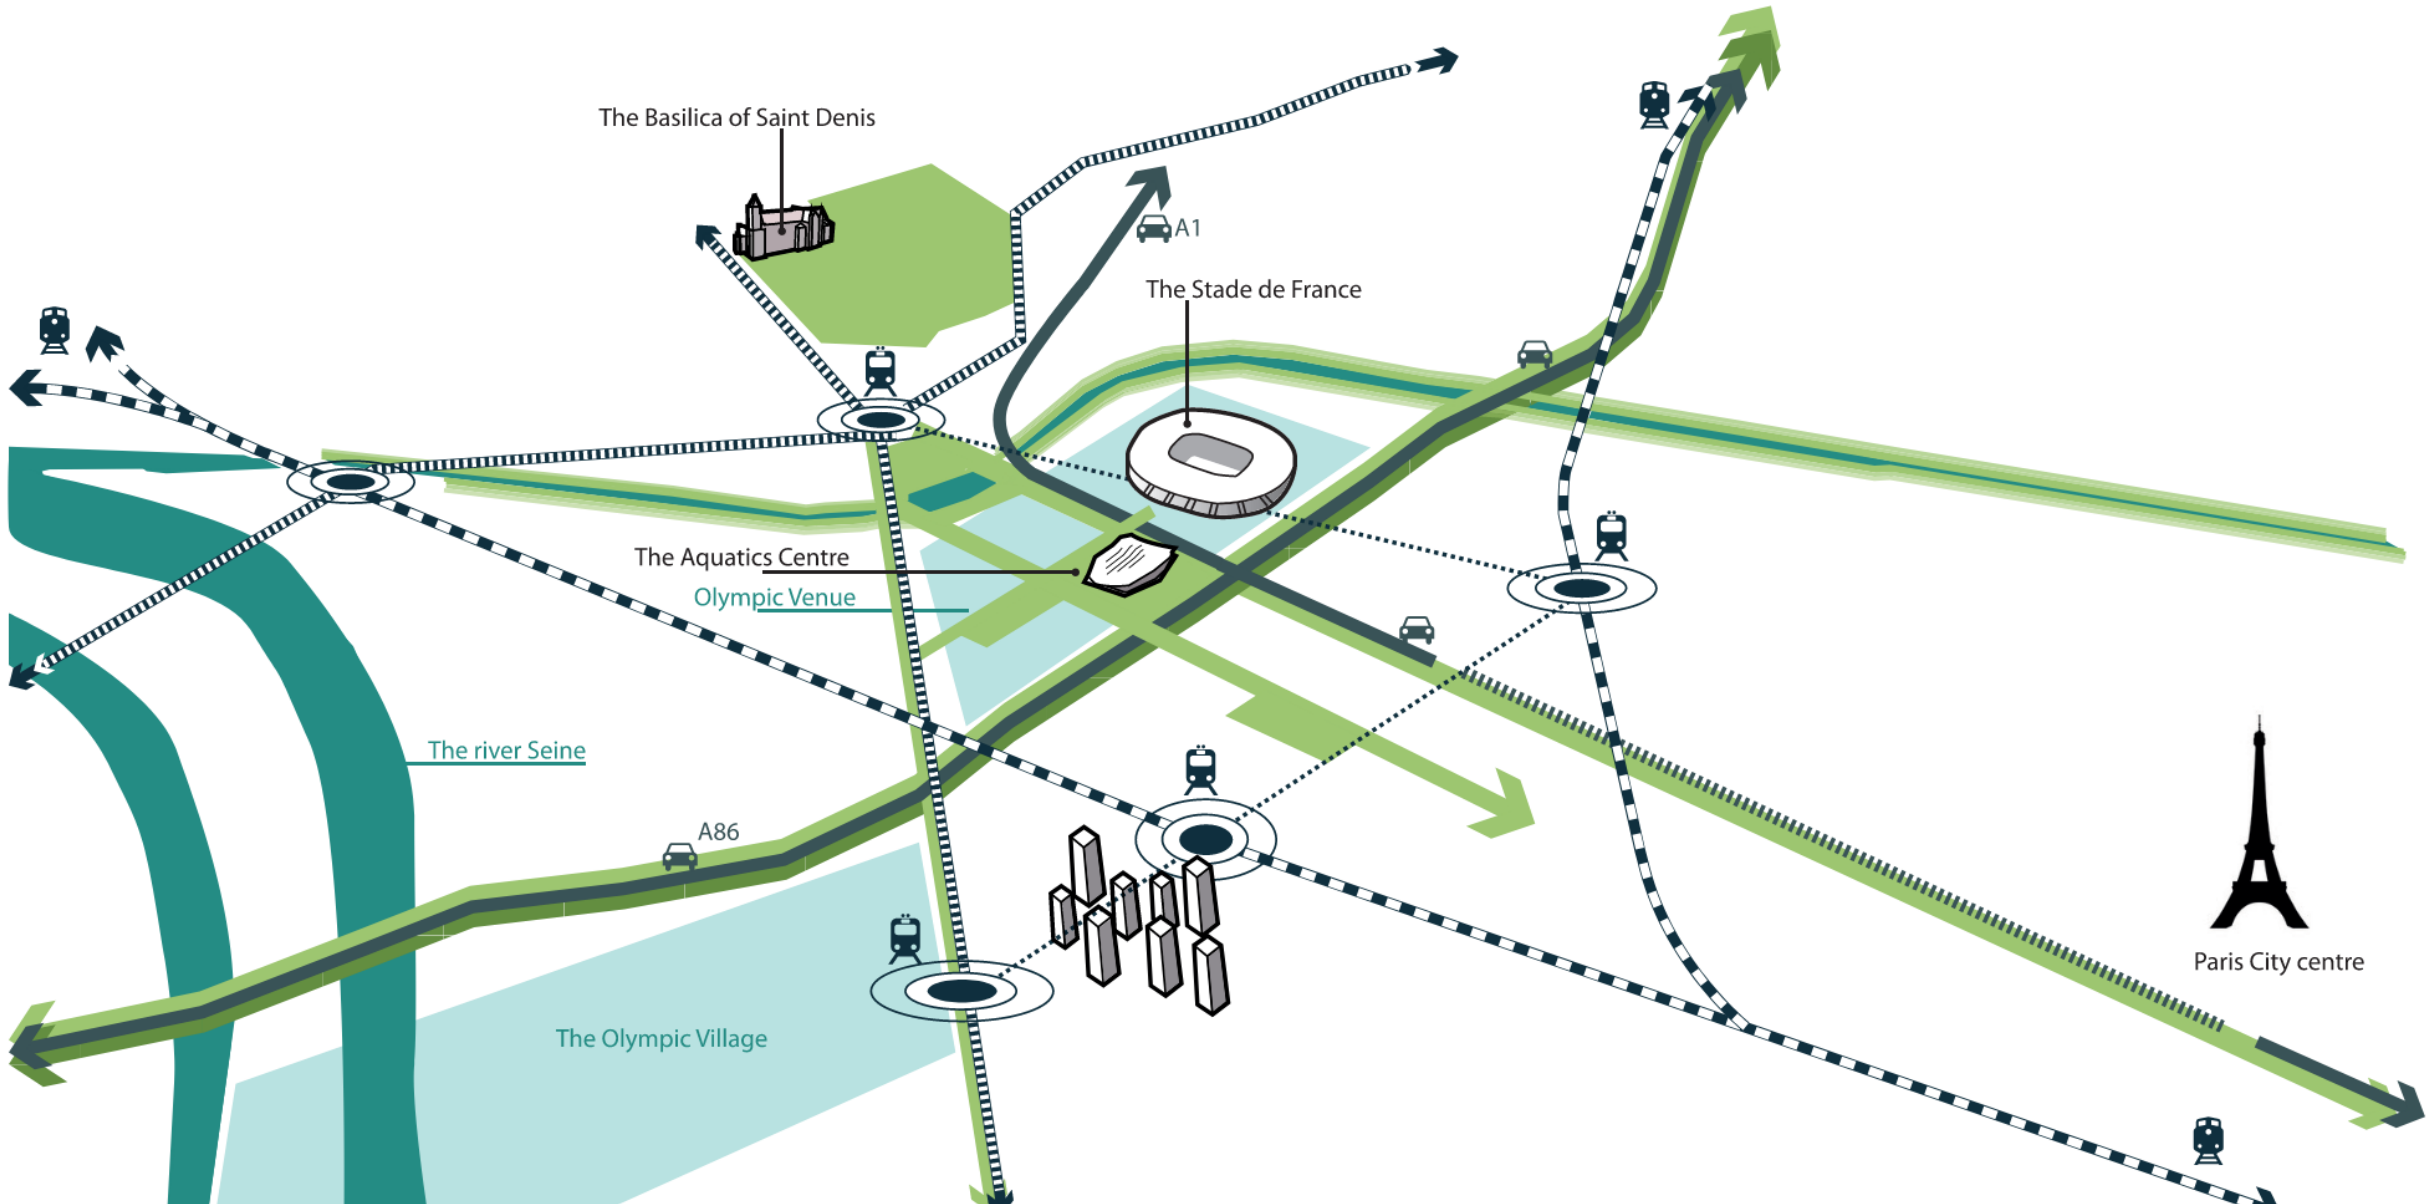 The Basilica of Saint Denis
A1
The Stade de France
The Aquatics Centre
Olympic Venue
The river Seine
A86
Paris City centre
The Olympic Village